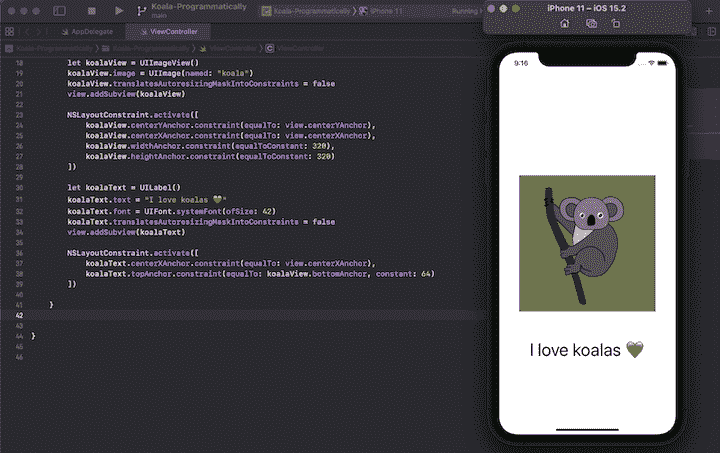 Koala-Programmatically
main
Koala-Programmatically
iPhone 11
Running
iPhone 11 – iOS 15.2
AppDelegate
ViewController
Koala-Programmatically
Koala-Programmatically
ViewController
ViewController
18 let koalaView = UIImageView()
19 koalaView.image = UIImage(named: "koala")
20 koalaView.translatesAutoresizingMaskIntoConstraints = false
21 view.addSubview(koalaView)
22
23 NSLayoutConstraint.activate([
24 koalaView.centerYAnchor.constraint(equalTo: view.centerYAnchor),
25 koalaView.centerXAnchor.constraint(equalTo: view.centerXAnchor),
26 koalaView.widthAnchor.constraint(equalToConstant: 320),
27 koalaView.heightAnchor.constraint(equalToConstant: 320)
28 ])
29
30 let koalaText = UILabel()
31 koalaText.text = "I love koalas 💚"
32 koalaText.font = UIFont.systemFont(ofSize: 42)
33 koalaText.translatesAutoresizingMaskIntoConstraints = false
34 view.addSubview(koalaText)
35
36 NSLayoutConstraint.activate([
37 koalaText.centerXAnchor.constraint(equalTo: view.centerXAnchor),
38 koalaText.topAnchor.constraint(equalTo: koalaView.bottomAnchor, constant: 64)
39 ])
40
41 }
42
43
44 }
45
46
9:16
I love koalas 💚